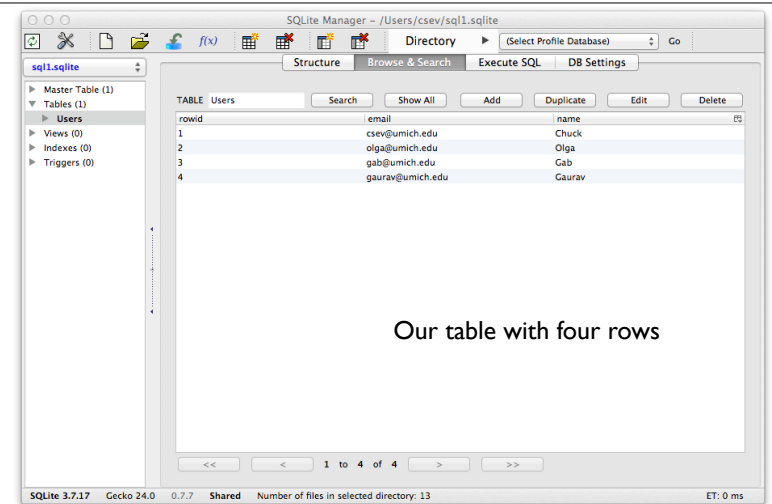 SQLite Manager - /Users/csev/sql1.sqlite
f(x) Directory (Select Profile Database) Go
sql1.sqlite
Structure Browse & Search Execute SQL DB Settings
Master Table (1)
Tables (1)
Users
Views (0)
Indexes (0)
Triggers (0)
TABLE Users Search Show All Add Duplicate Edit Delete
rowid email name
1 csev@umich.edu Chuck
2 olga@umich.edu Olga
3 gab@umich.edu Gab
4 gaurav@umich.edu Gaurav
Our table with four rows
<< < 1 to 4 of 4 > >>
SQLite 3.7.17 Gecko 24.0 0.7.7 Shared Number of files in selected directory: 13 ET: 0 ms